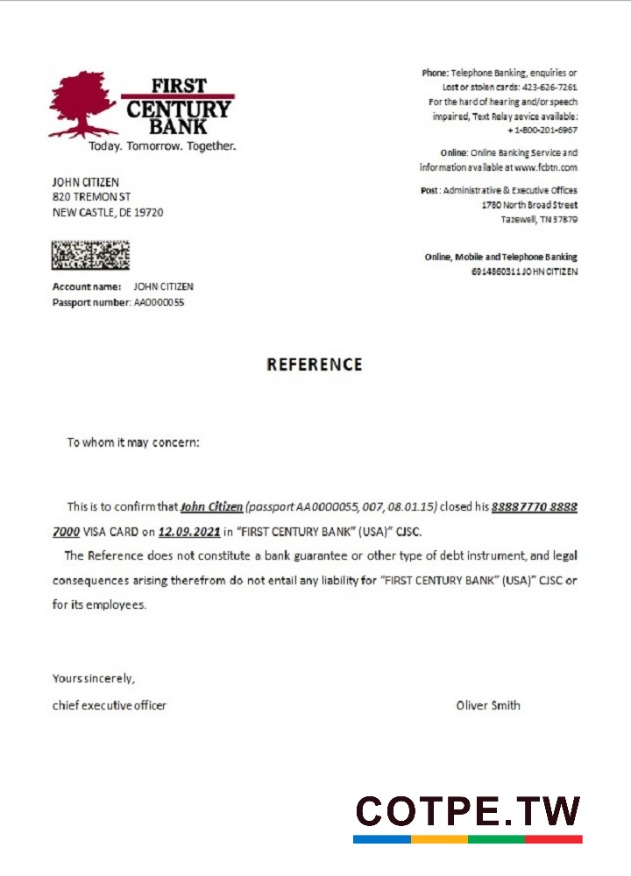 FIRST
CENTURY
BANK
Today. Tomorrow. Together.
Phone: Telephone Banking, enquiries or
Lost or stolen cards: 423-626-7261
For the hard of hearing and/or speech
impaired, Text Relay sevice available:
+ 1-800-201-6967
Online: Online Banking Service and
information available at www.fcbtn.com
Post: Administrative & Executive Offices
1780 North Broad Street
Tazewell, TN 37879
JOHN CITIZEN
820 TREMON ST
NEW CASTLE, DE 19720
Online, Mobile and Telephone Banking
6914860311 JOHN CITIZEN
Account name: JOHN CITIZEN
Passport number: AA0000055
REFERENCE
To whom it may concern:
This is to confirm that John Citizen (passport AA0000055, 007, 08.01.15) closed his 88887770 8888
7000 VISA CARD on 12.09.2021 in “FIRST CENTURY BANK” (USA)” CJSC.
The Reference does not constitute a bank guarantee or other type of debt instrument, and legal
consequences arising therefrom do not entail any liability for “FIRST CENTURY BANK” (USA)” CJSC or
for its employees.
Yours sincerely,
chief executive officer Oliver Smith
COTPE.TW